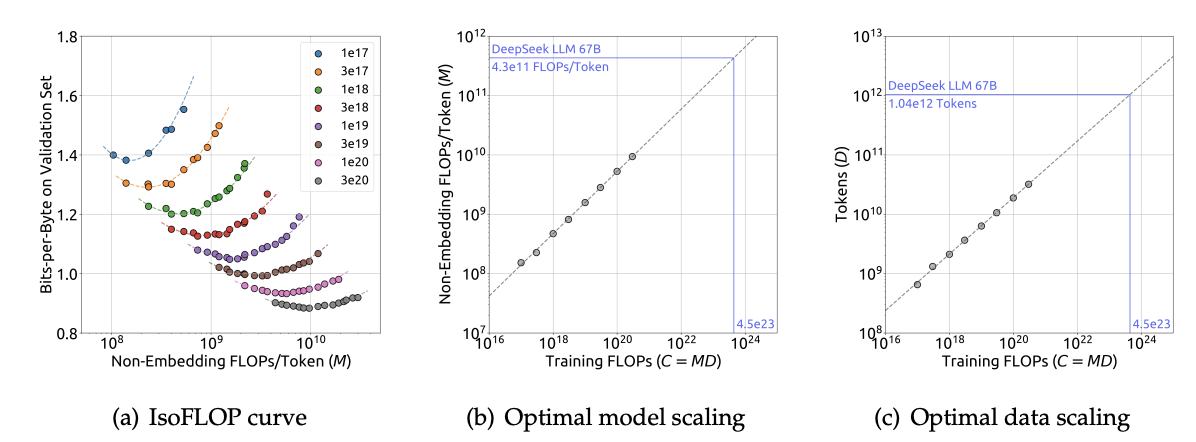 Bits-per-Byte on Validation Set
1.8
1.6
1.4
1.2
1.0
0.8
1e17
3e17
1e18
3e18
1e19
3e19
1e20
3e20
10^8
10^9
10^10
Non-Embedding FLOPs/Token (M)
(a) IsoFLOP curve
Non-Embedding FLOPs/Token (M)
10^12
10^11
10^10
10^9
10^8
10^7
DeepSeek LLM 67B
4.3e11 FLOPs/Token
4.5e23
10^16
10^18
10^20
10^22
10^24
Training FLOPs (C = MD)
(b) Optimal model scaling
Tokens (D)
10^13
10^12
10^11
10^10
10^9
10^8
DeepSeek LLM 67B
1.04e12 Tokens
4.5e23
10^16
10^18
10^20
10^22
10^24
Training FLOPs (C = MD)
(c) Optimal data scaling